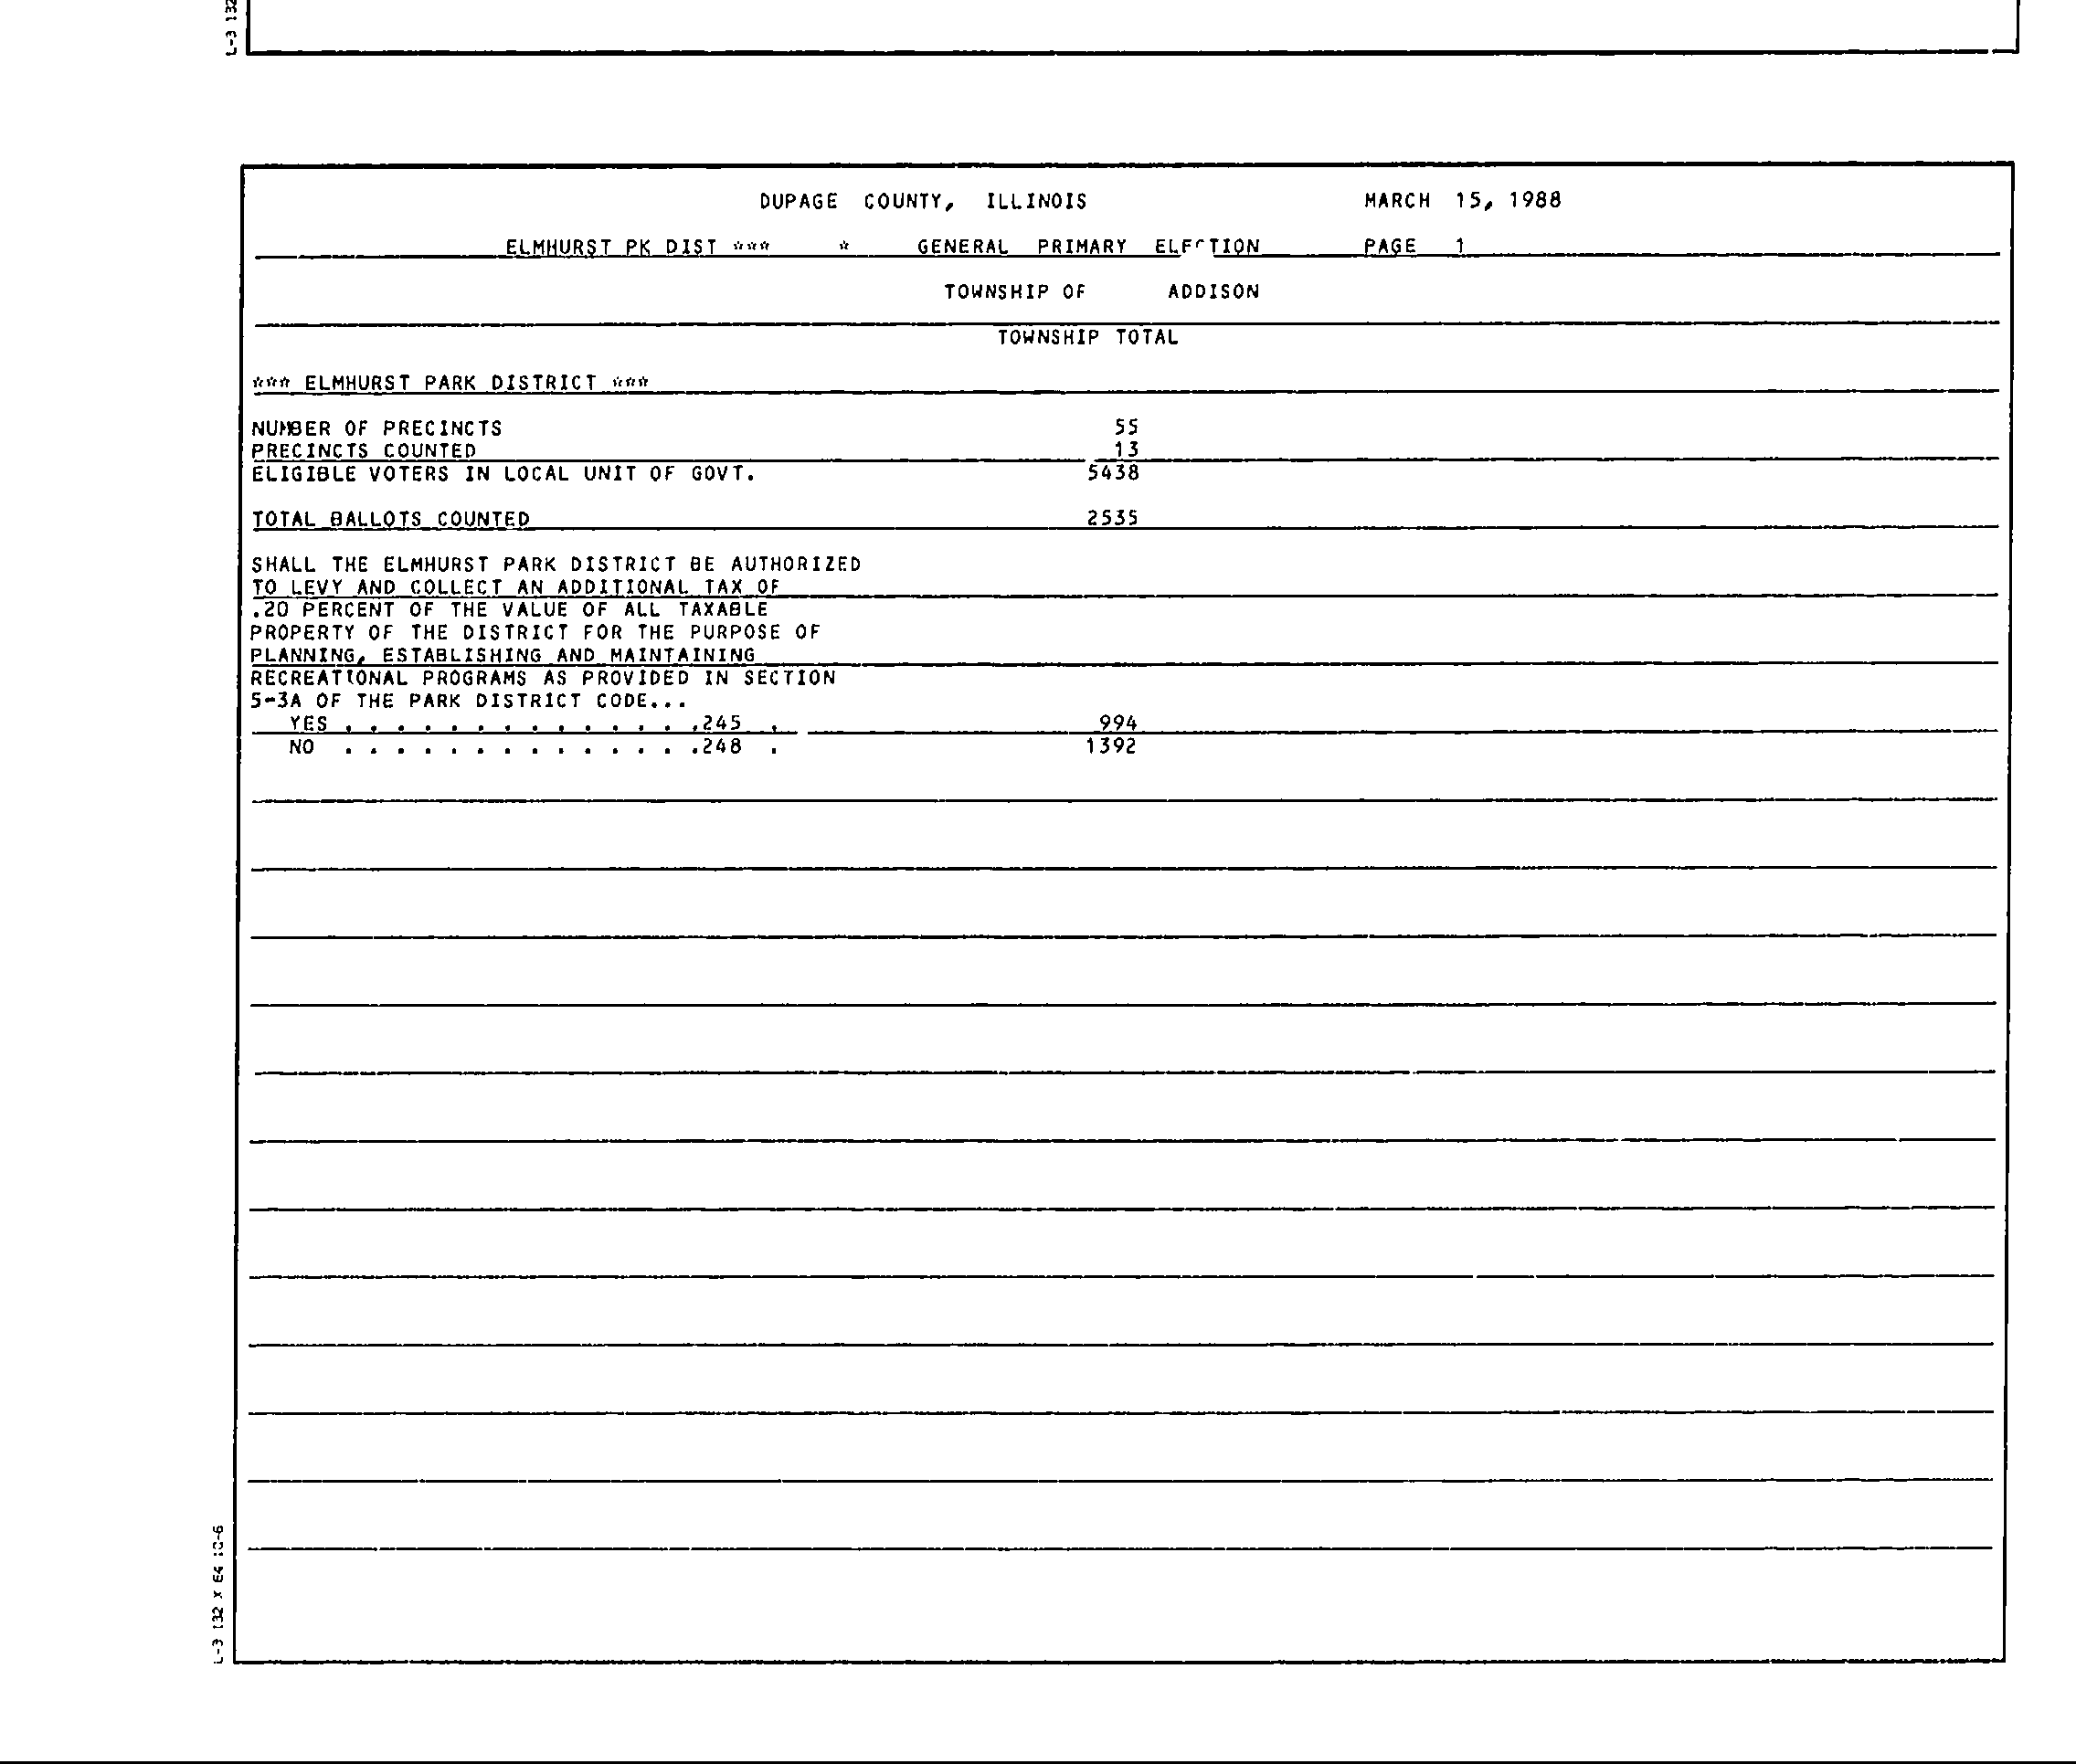 L-3 132
DUPAGE COUNTY, ILLINOIS MARCH 15, 1988
ELMHURST PK DIST *** * GENERAL PRIMARY ELECTION PAGE 1
TOWNSHIP OF ADDISON
TOWNSHIP TOTAL
*** ELMHURST PARK DISTRICT ***
NUMBER OF PRECINCTS 55
PRECINCTS COUNTED 13
ELIGIBLE VOTERS IN LOCAL UNIT OF GOVT. 5438
TOTAL BALLOTS COUNTED 2535
SHALL THE ELMHURST PARK DISTRICT BE AUTHORIZED
TO LEVY AND COLLECT AN ADDITIONAL TAX OF
.20 PERCENT OF THE VALUE OF ALL TAXABLE
PROPERTY OF THE DISTRICT FOR THE PURPOSE OF
PLANNING, ESTABLISHING AND MAINTAINING
RECREATIONAL PROGRAMS AS PROVIDED IN SECTION
5-3A OF THE PARK DISTRICT CODE...
YES . . . . . . . . . . . . . .245 . 994
NO . . . . . . . . . . . . . .248 . 1392
L-3 132 X 64 10-6